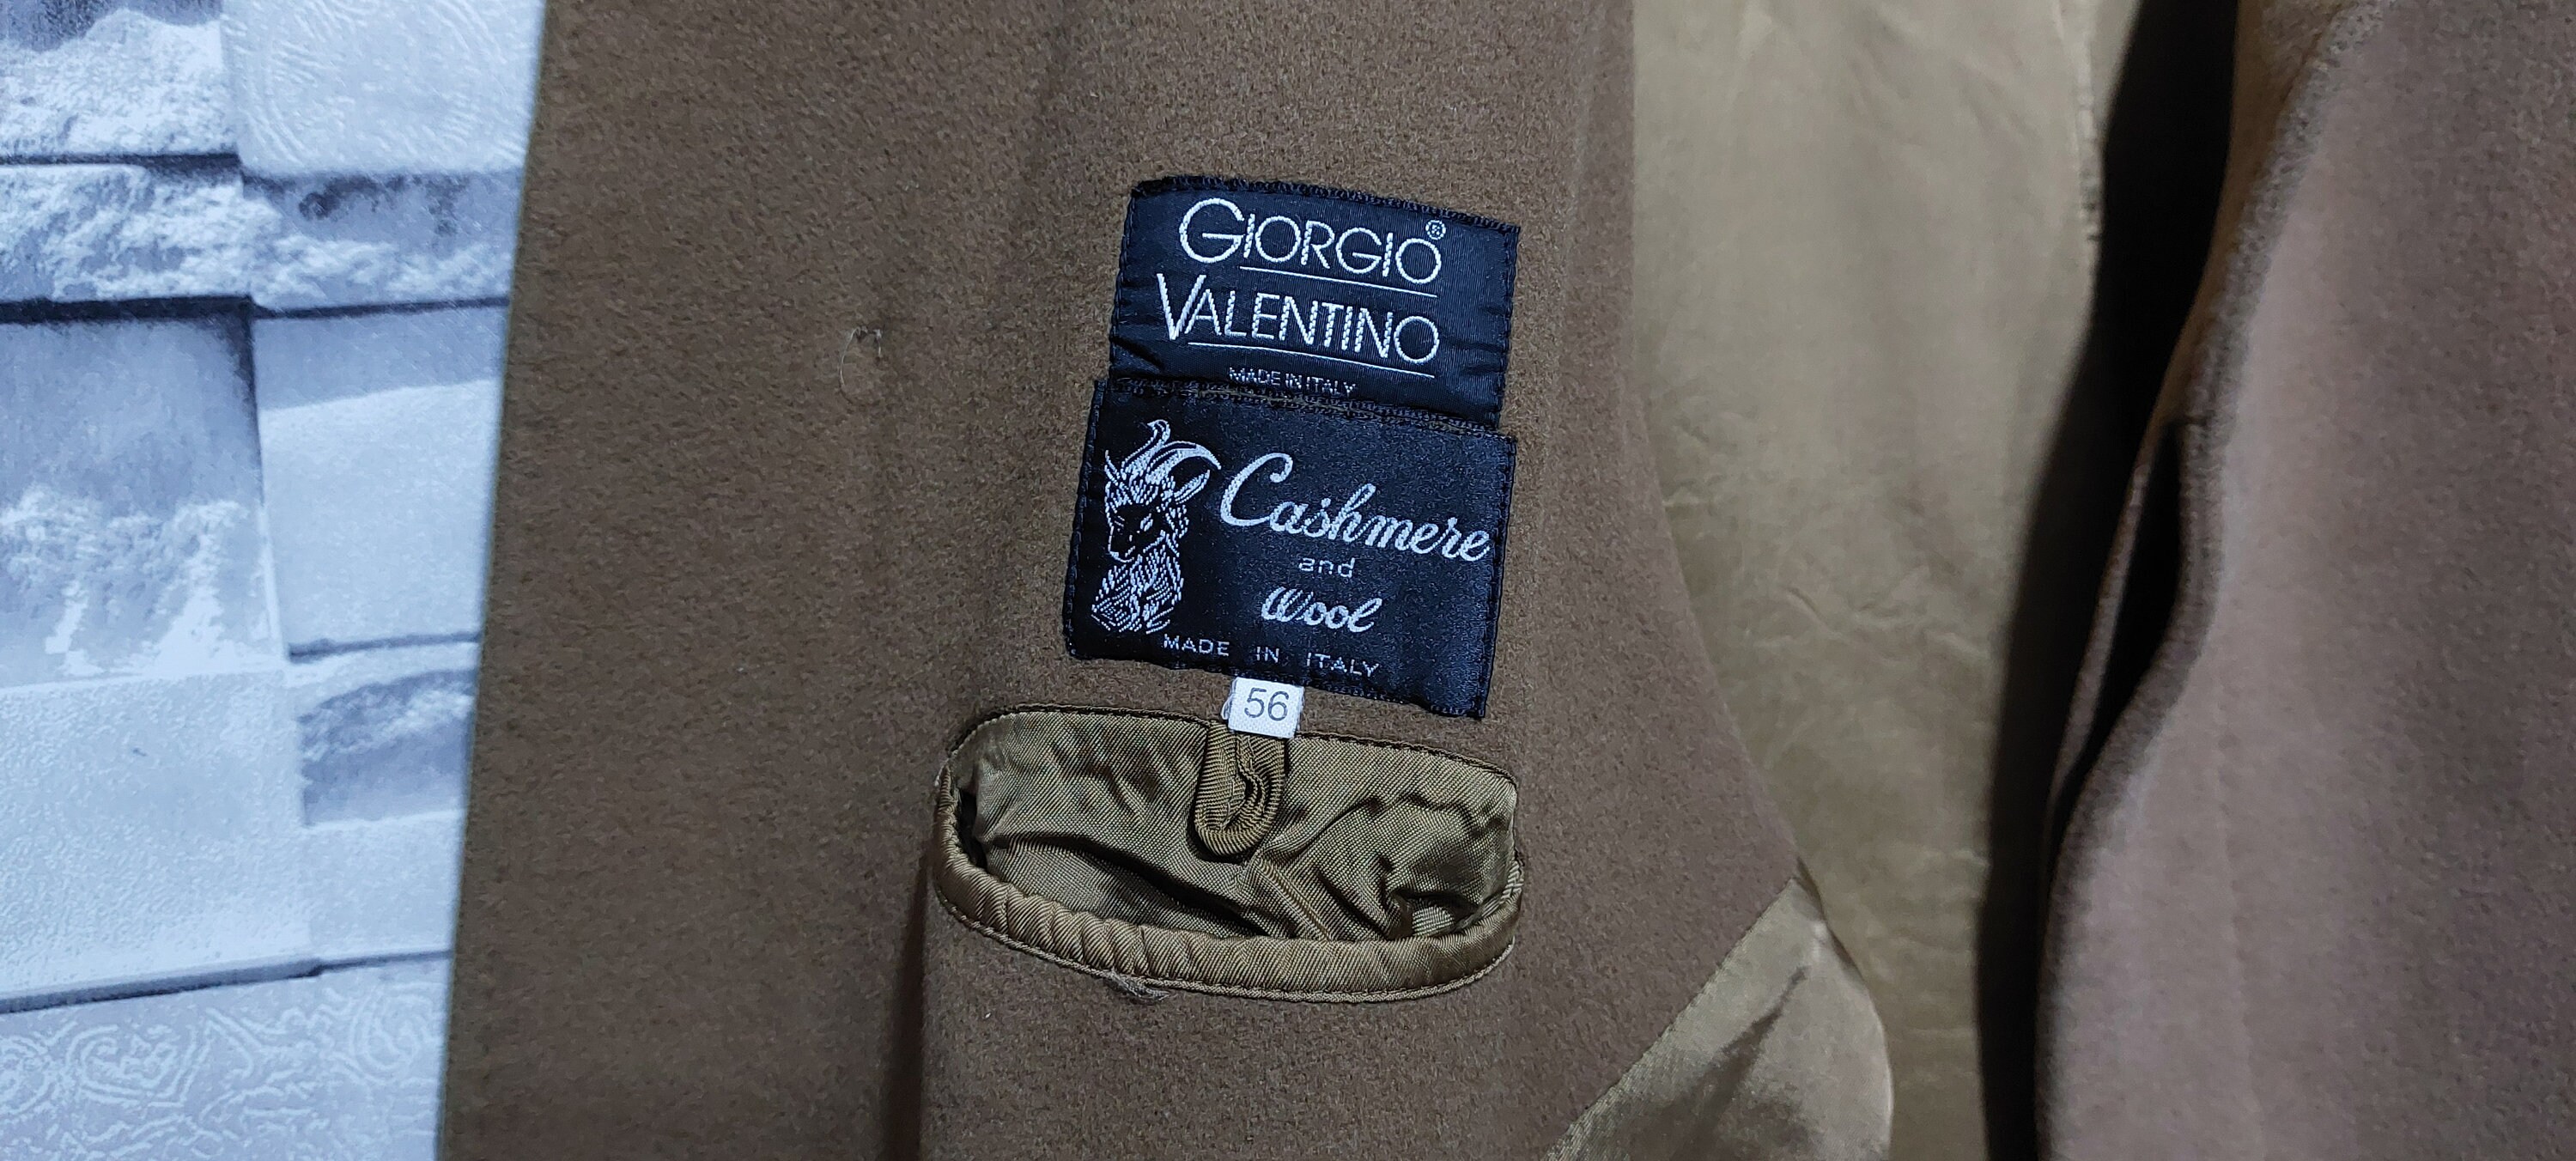 GIORGIO®
VALENTINO
MADE IN ITALY
Cashmere
and
Wool
MADE IN ITALY
56